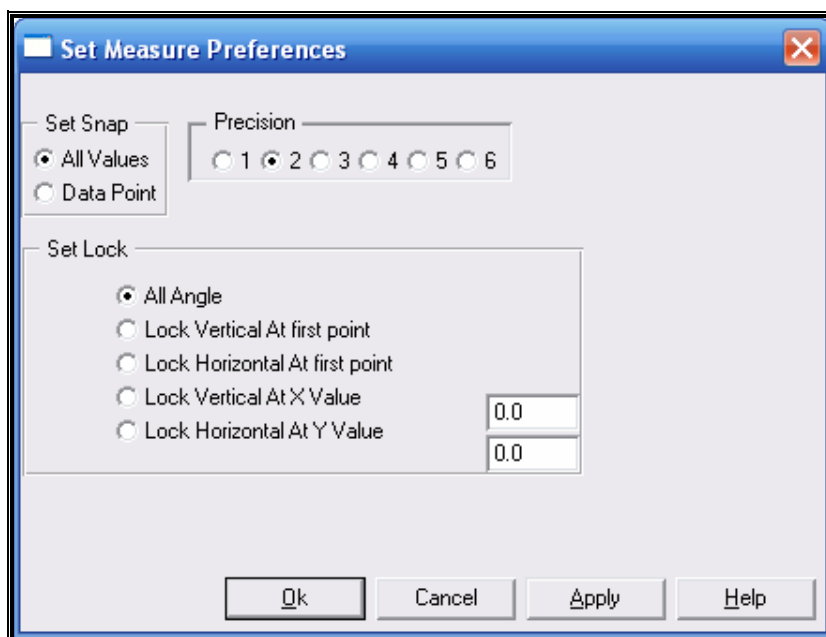 Set Measure Preferences
Set Snap
All Values
Data Point
Precision
1 2 3 4 5 6
Set Lock
All Angle
Lock Vertical At first point
Lock Horizontal At first point
Lock Vertical At X Value
0.0
Lock Horizontal At Y Value
0.0
Ok Cancel Apply Help